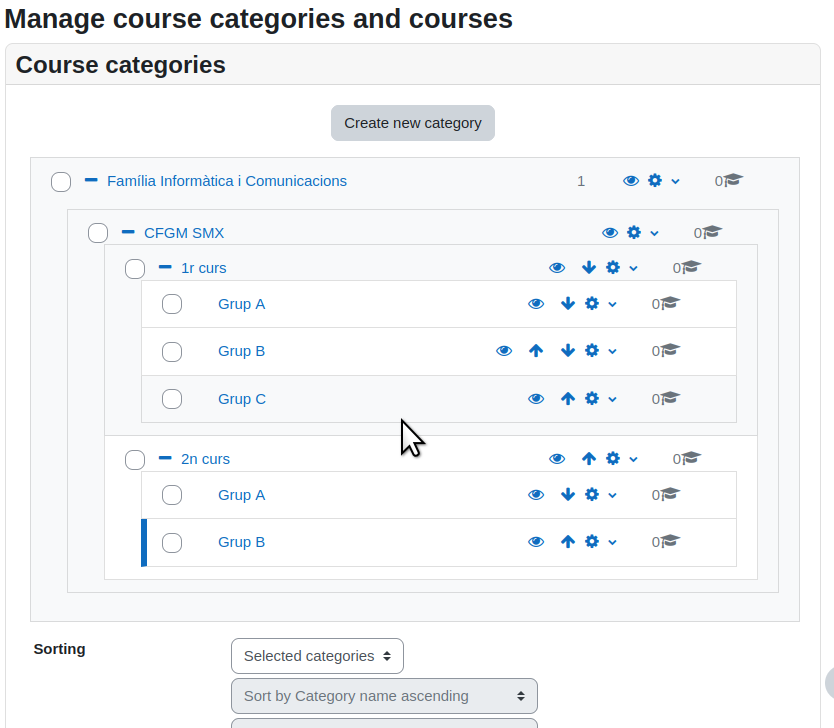 Manage course categories and courses
Course categories
Create new category
Família Informàtica i Comunicacions 1 0
CFGM SMX 0
1r curs 0
Grup A 0
Grup B 0
Grup C 0
2n curs 0
Grup A 0
Grup B 0
Sorting Selected categories
Sort by Category name ascending